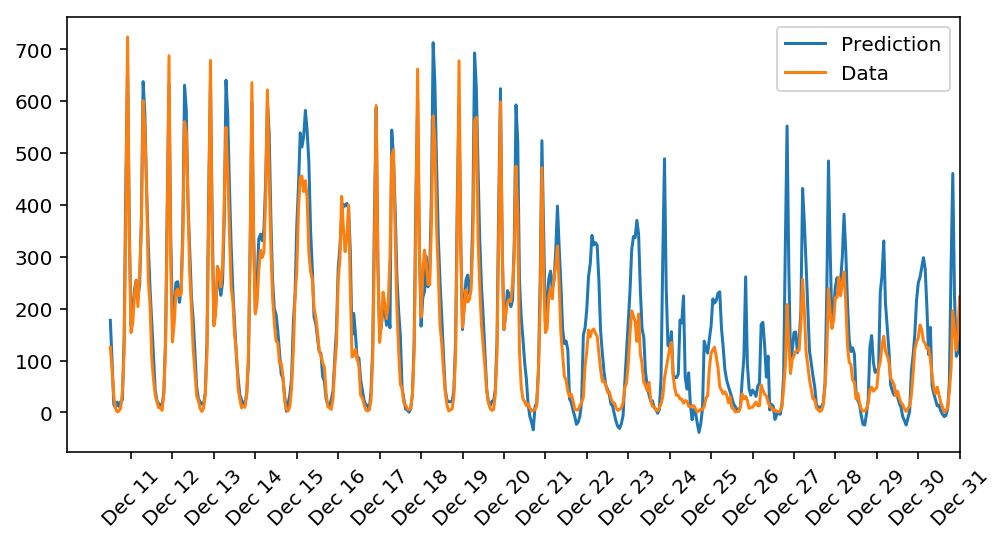 700
600
500
400
300
200
100
0
Prediction
Data
Dec 11
Dec 12
Dec 13
Dec 14
Dec 15
Dec 16
Dec 17
Dec 18
Dec 19
Dec 20
Dec 21
Dec 22
Dec 23
Dec 24
Dec 25
Dec 26
Dec 27
Dec 28
Dec 29
Dec 30
Dec 31